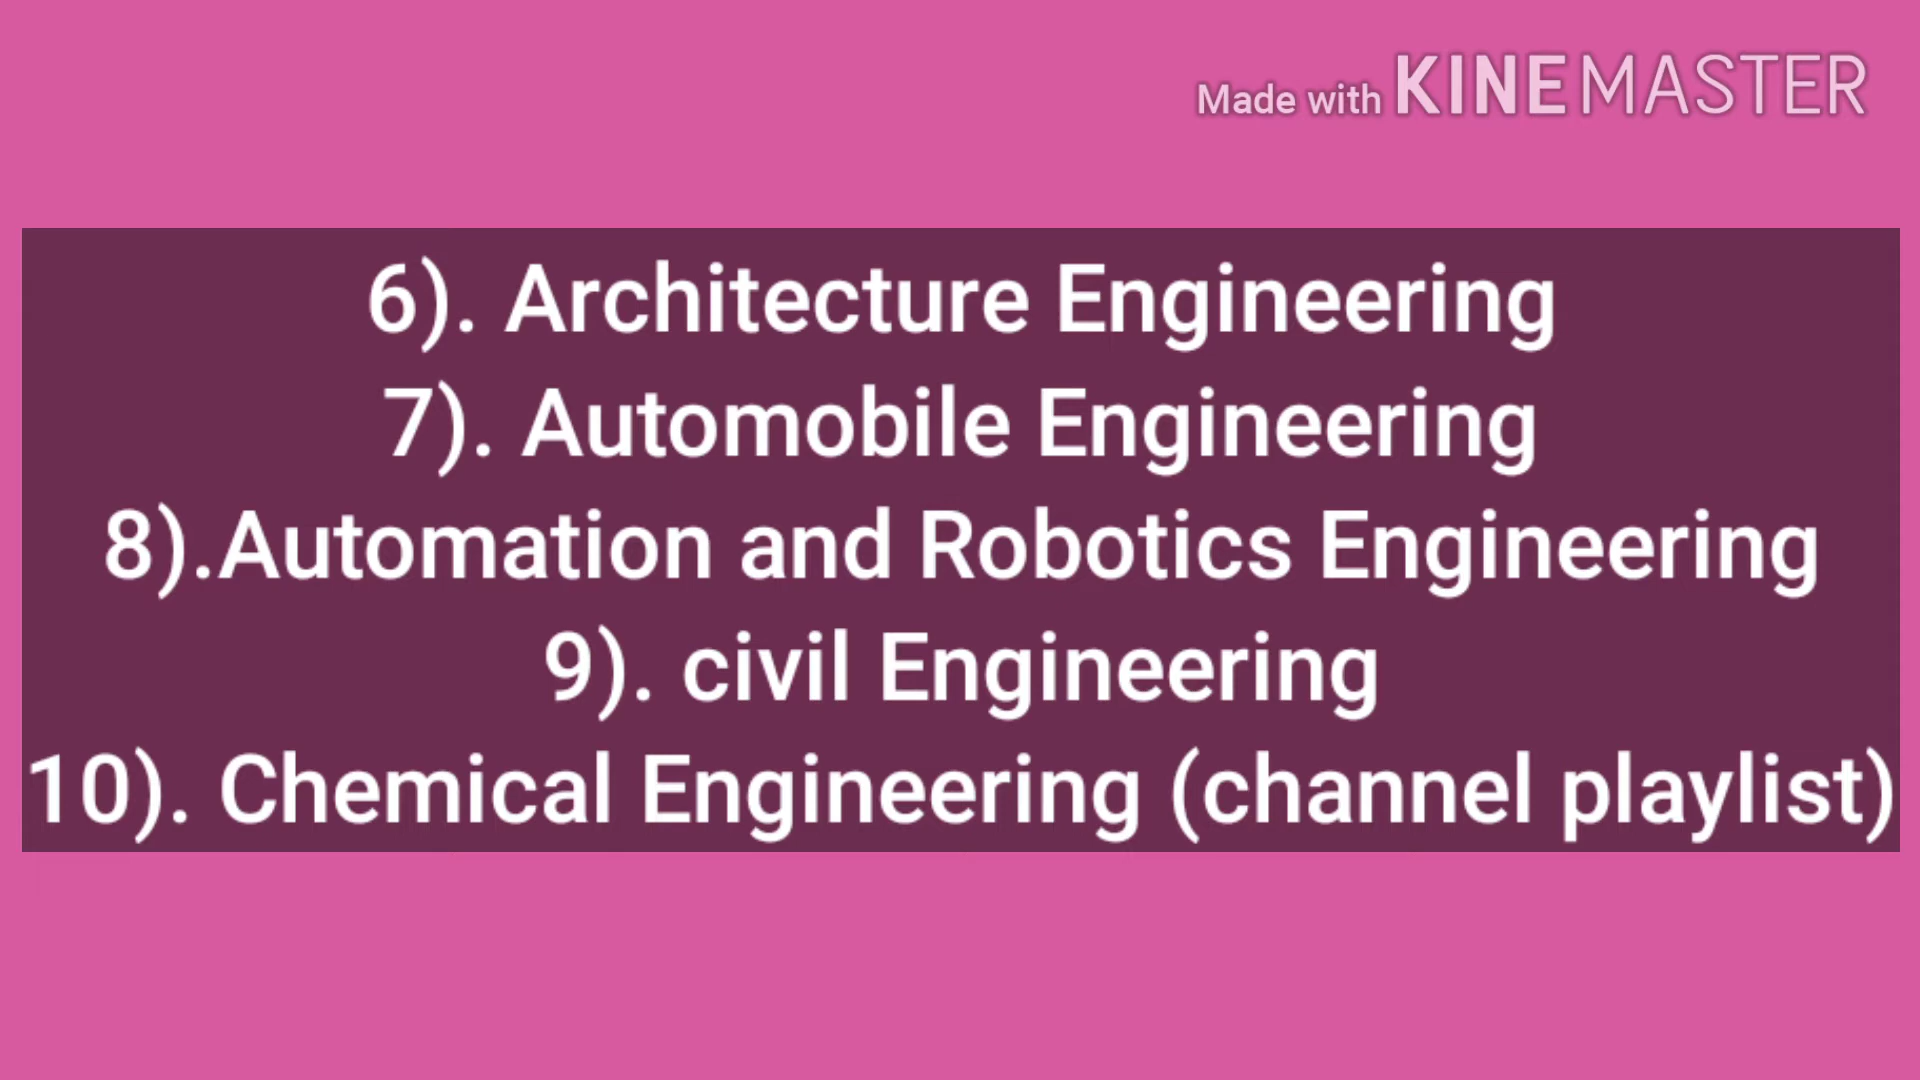 Made with KINEMASTER
6). Architecture Engineering
7). Automobile Engineering
8).Automation and Robotics Engineering
9). civil Engineering
10). Chemical Engineering (channel playlist)